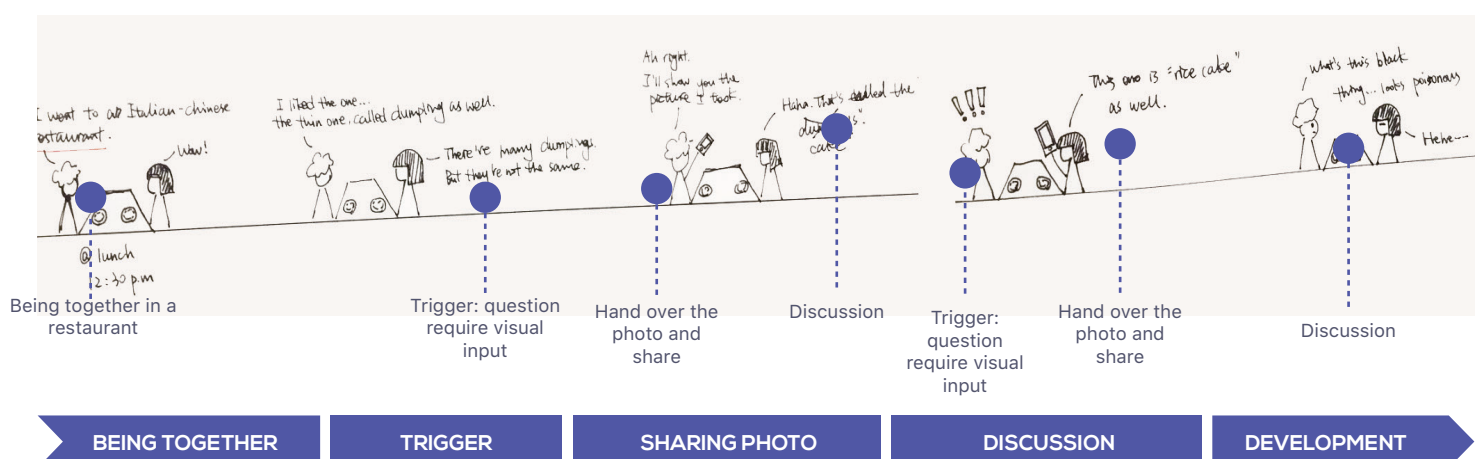 I went to an Italian-chinese
restaurant.
Wow!
@ lunch
12:30 p.m
I liked the one...
the thin one. called dumpling as well.
There're many dumplings.
But they're not the same.
Ah right.
I'll show you the
picture I took.
Haha. That's called the
cake
This one is "rice cake"
as well.
what's this black
thing... looks poisonous
Hehe---
!!!
Being together in a
restaurant
Trigger: question
require visual
input
Hand over the
photo and
share
Discussion
Trigger:
question
require visual
input
Hand over the
photo and
share
Discussion
BEING TOGETHER
TRIGGER
SHARING PHOTO
DISCUSSION
DEVELOPMENT